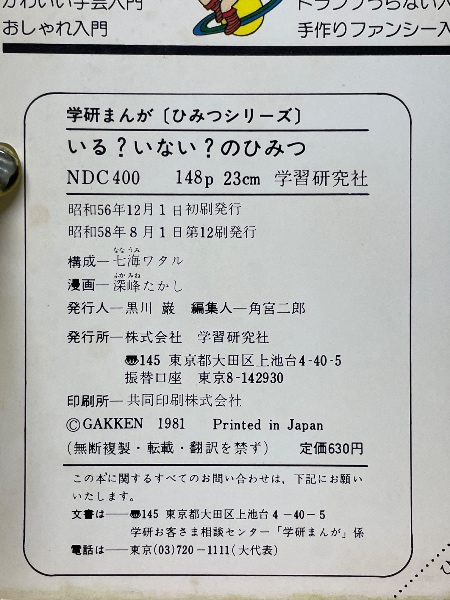 かわいい手芸入門
おしゃれ入門
手作りファンシー入
学研まんが〔ひみつシリーズ〕
いる?いない?のひみつ
NDC400 148p 23cm 学習研究社
昭和56年12月1日初刷発行
昭和58年8月1日第12刷発行
ななうみ
構成―七海ワタル
ふかみね
漫画―深峰たかし
発行人―黒川 巌 編集人―角宮二郎
発行所―株式会社 学習研究社
〠145 東京都大田区上池台4-40-5
振替口座 東京8-142930
印刷所―共同印刷株式会社
©GAKKEN 1981 Printed in Japan
(無断複製・転載・翻訳を禁ず) 定価630円
この本に関するすべてのお問い合わせは、下記にお願い
いたします。
文書は――〠145 東京都大田区上池台4-40-5
学研お客さま相談センター「学研まんが」係
電話は――東京(03)720-1111(大代表)